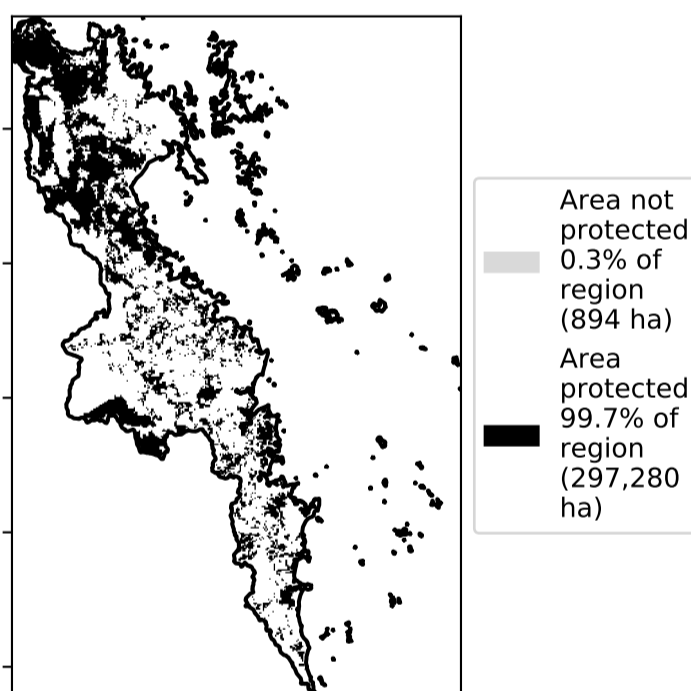 Area not
protected
0.3% of
region
(894 ha)
Area
protected
99.7% of
region
(297,280
ha)